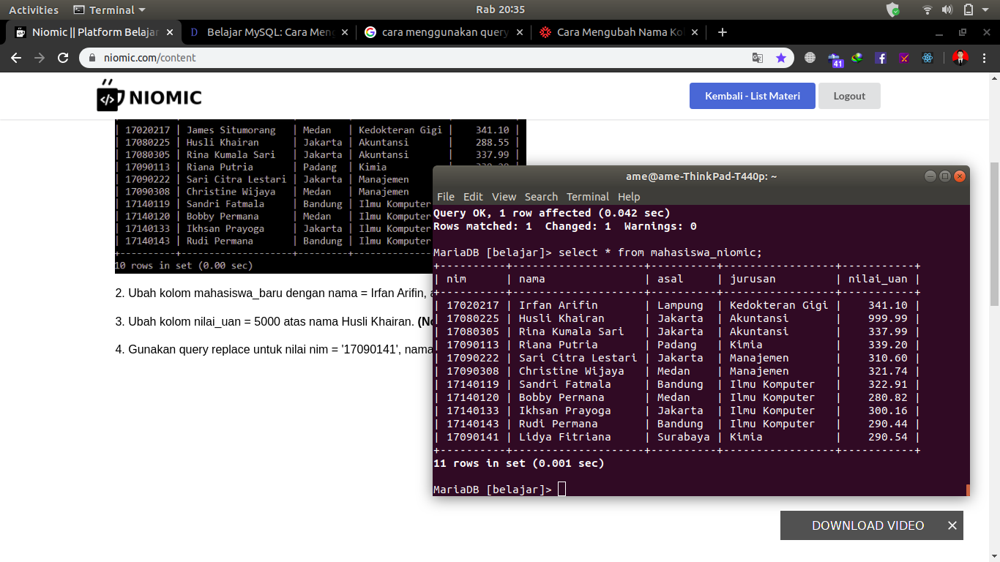 Activities Terminal Rab 20:35
Niomic || Platform Belajar Belajar MySQL: Cara Meng cara menggunakan query Cara Mengubah Nama Kol
niomic.com/content 41
NIOMIC Kembali - List Materi Logout
| 17020217 | James Situmorang | Medan | Kedokteran Gigi | 341.10 |
| 17080225 | Husli Khairan | Jakarta | Akuntansi | 288.55 |
| 17080305 | Rina Kumala Sari | Jakarta | Akuntansi | 337.99 |
| 17090113 | Riana Putria | Padang | Kimia
| 17090222 | Sari Citra Lestari | Jakarta | Manajemen
| 17090308 | Christine Wijaya | Medan | Manajemen
| 17140119 | Sandri Fatmala | Bandung | Ilmu Komputer
| 17140120 | Bobby Permana | Medan | Ilmu Komputer
| 17140133 | Ikhsan Prayoga | Jakarta | Ilmu Komputer
| 17140143 | Rudi Permana | Bandung | Ilmu Komputer
10 rows in set (0.00 sec)
2. Ubah kolom mahasiswa_baru dengan nama = Irfan Arifin,
3. Ubah kolom nilai_uan = 5000 atas nama Husli Khairan.
4. Gunakan query replace untuk nilai nim = '17090141', nama
ame@ame-ThinkPad-T440p: ~
File Edit View Search Terminal Help
Query OK, 1 row affected (0.042 sec)
Rows matched: 1 Changed: 1 Warnings: 0
MariaDB [belajar]> select * from mahasiswa_niomic;
| nim | nama | asal | jurusan | nilai_uan |
| 17020217 | Irfan Arifin | Lampung | Kedokteran Gigi | 341.10 |
| 17080225 | Husli Khairan | Jakarta | Akuntansi | 999.99 |
| 17080305 | Rina Kumala Sari | Jakarta | Akuntansi | 337.99 |
| 17090113 | Riana Putria | Padang | Kimia | 339.20 |
| 17090222 | Sari Citra Lestari | Jakarta | Manajemen | 310.60 |
| 17090308 | Christine Wijaya | Medan | Manajemen | 321.74 |
| 17140119 | Sandri Fatmala | Bandung | Ilmu Komputer | 322.91 |
| 17140120 | Bobby Permana | Medan | Ilmu Komputer | 280.82 |
| 17140133 | Ikhsan Prayoga | Jakarta | Ilmu Komputer | 300.16 |
| 17140143 | Rudi Permana | Bandung | Ilmu Komputer | 290.44 |
| 17090141 | Lidya Fitriana | Surabaya | Kimia | 290.54 |
11 rows in set (0.001 sec)
MariaDB [belajar]>
DOWNLOAD VIDEO